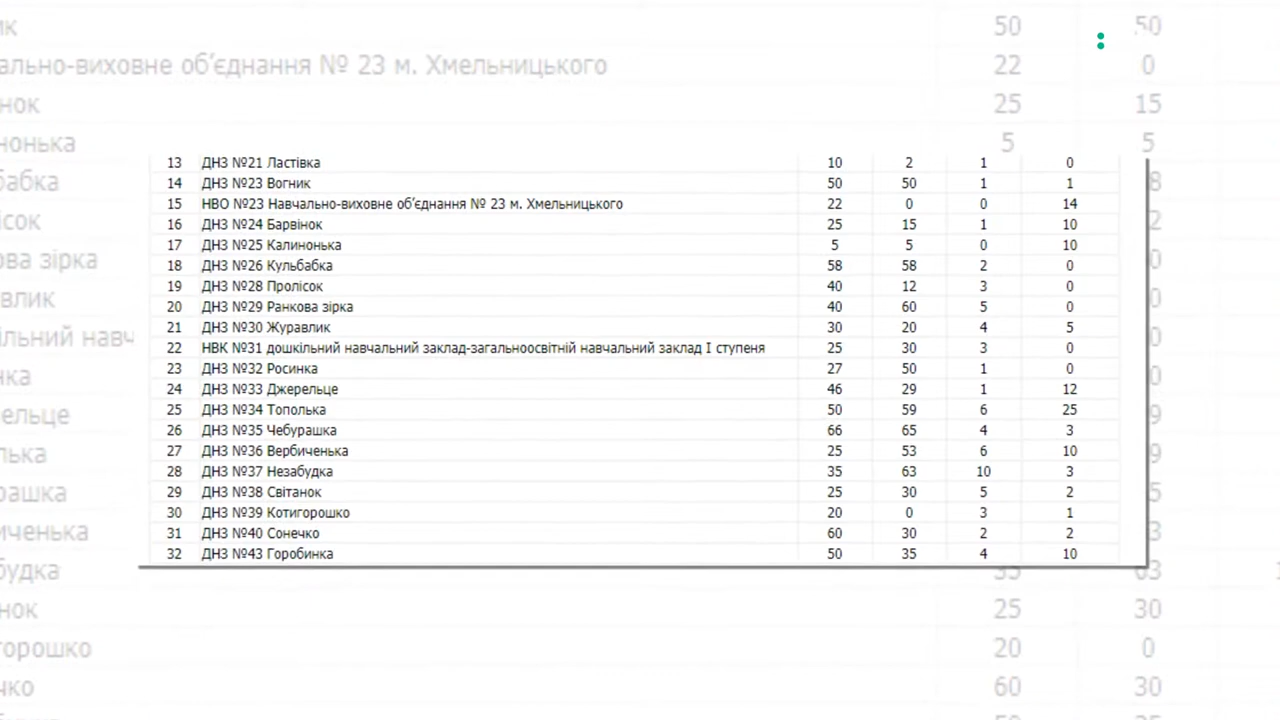 13 ДНЗ №21 Ластівка 10 2 1 0
14 ДНЗ №23 Вогник 50 50 1 1
15 НВО №23 Навчально-виховне об'єднання № 23 м. Хмельницького 22 0 0 14
16 ДНЗ №24 Барвінок 25 15 1 10
17 ДНЗ №25 Калинонька 5 5 0 10
18 ДНЗ №26 Кульбабка 58 58 2 0
19 ДНЗ №28 Пролісок 40 12 3 0
20 ДНЗ №29 Ранкова зірка 40 60 5 0
21 ДНЗ №30 Журавлик 30 20 4 5
22 НВК №31 дошкільний навчальний заклад-загальноосвітній навчальний заклад І ступеня 25 30 3 0
23 ДНЗ №32 Росинка 27 50 1 0
24 ДНЗ №33 Джерельце 46 29 1 12
25 ДНЗ №34 Тополька 50 59 6 25
26 ДНЗ №35 Чебурашка 66 65 4 3
27 ДНЗ №36 Вербиченька 25 53 6 10
28 ДНЗ №37 Незабудка 35 63 10 3
29 ДНЗ №38 Світанок 25 30 5 2
30 ДНЗ №39 Котигорошко 20 0 3 1
31 ДНЗ №40 Сонечко 60 30 2 2
32 ДНЗ №43 Горобинка 50 35 4 10